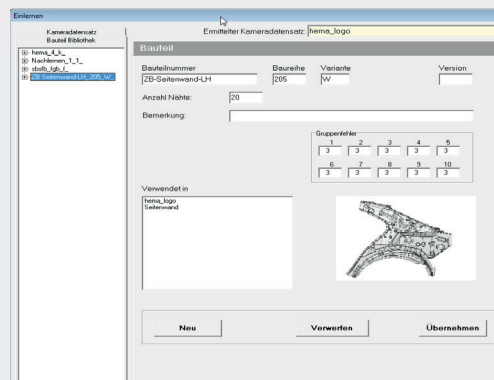 Einlernen
Kameradatensatz
Bauteil Bibliothek
Ermittelter Kameradatensatz: hema_logo
hema_4_k_
Nachlernen_1_1_
sbsfb_fgb_f_
ZB-Seitenwand-LH_205_W_
Bauteil
Bauteilnummer Baureihe Variante Version
ZB-Seitenwand-LH 205 W
Anzahl Nähte: 20
Bemerkung:
Gruppenfehler
1 2 3 4 5
3 3 3 3 3
6 7 8 9 10
3 3 3 3 3
Verwendet in
hema_logo
Seitenwand
Neu Verwerfen Übernehmen